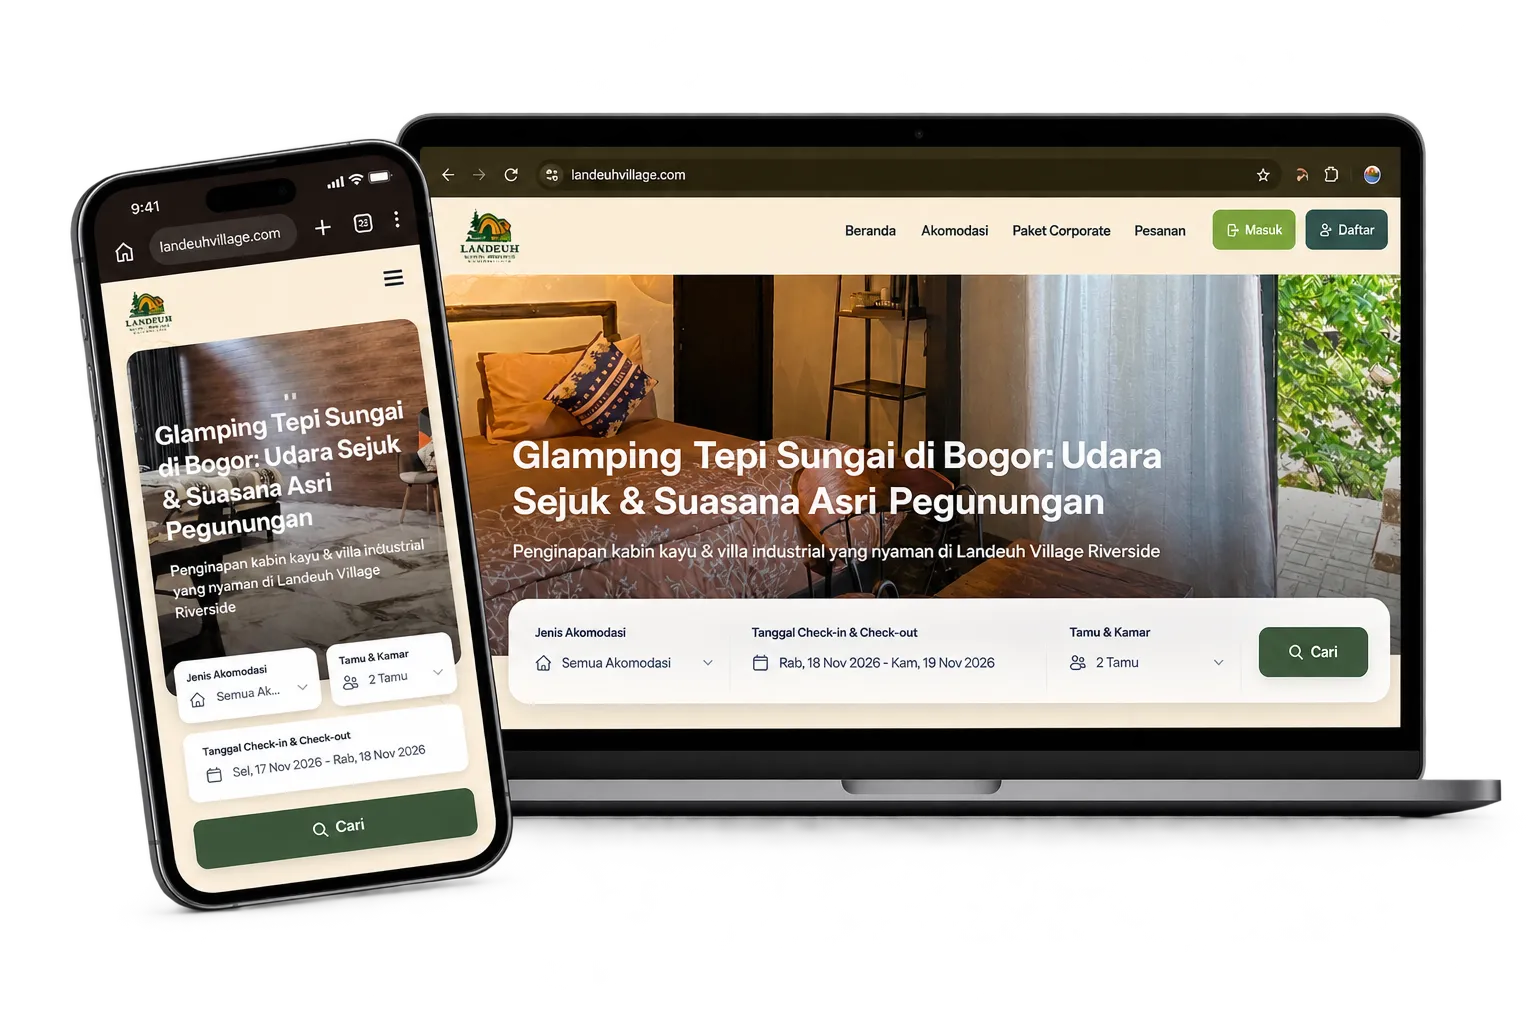 9:41
landeuhvillage.com
23
LANDEUH
Glamping Tepi Sungai
di Bogor: Udara Sejuk
& Suasana Asri
Pegunungan
Penginapan kabin kayu & villa industrial
yang nyaman di Landeuh Village
Riverside
Jenis Akomodasi
Semua Ak...
Tamu & Kamar
2 Tamu
Tanggal Check-in & Check-out
Sel, 17 Nov 2026 - Rab, 18 Nov 2026
Cari
landeuhvillage.com
LANDEUH
Beranda
Akomodasi
Paket Corporate
Pesanan
Masuk
Daftar
Glamping Tepi Sungai di Bogor: Udara
Sejuk & Suasana Asri Pegunungan
Penginapan kabin kayu & villa industrial yang nyaman di Landeuh Village Riverside
Jenis Akomodasi
Semua Akomodasi
Tanggal Check-in & Check-out
Rab, 18 Nov 2026 - Kam, 19 Nov 2026
Tamu & Kamar
2 Tamu
Cari